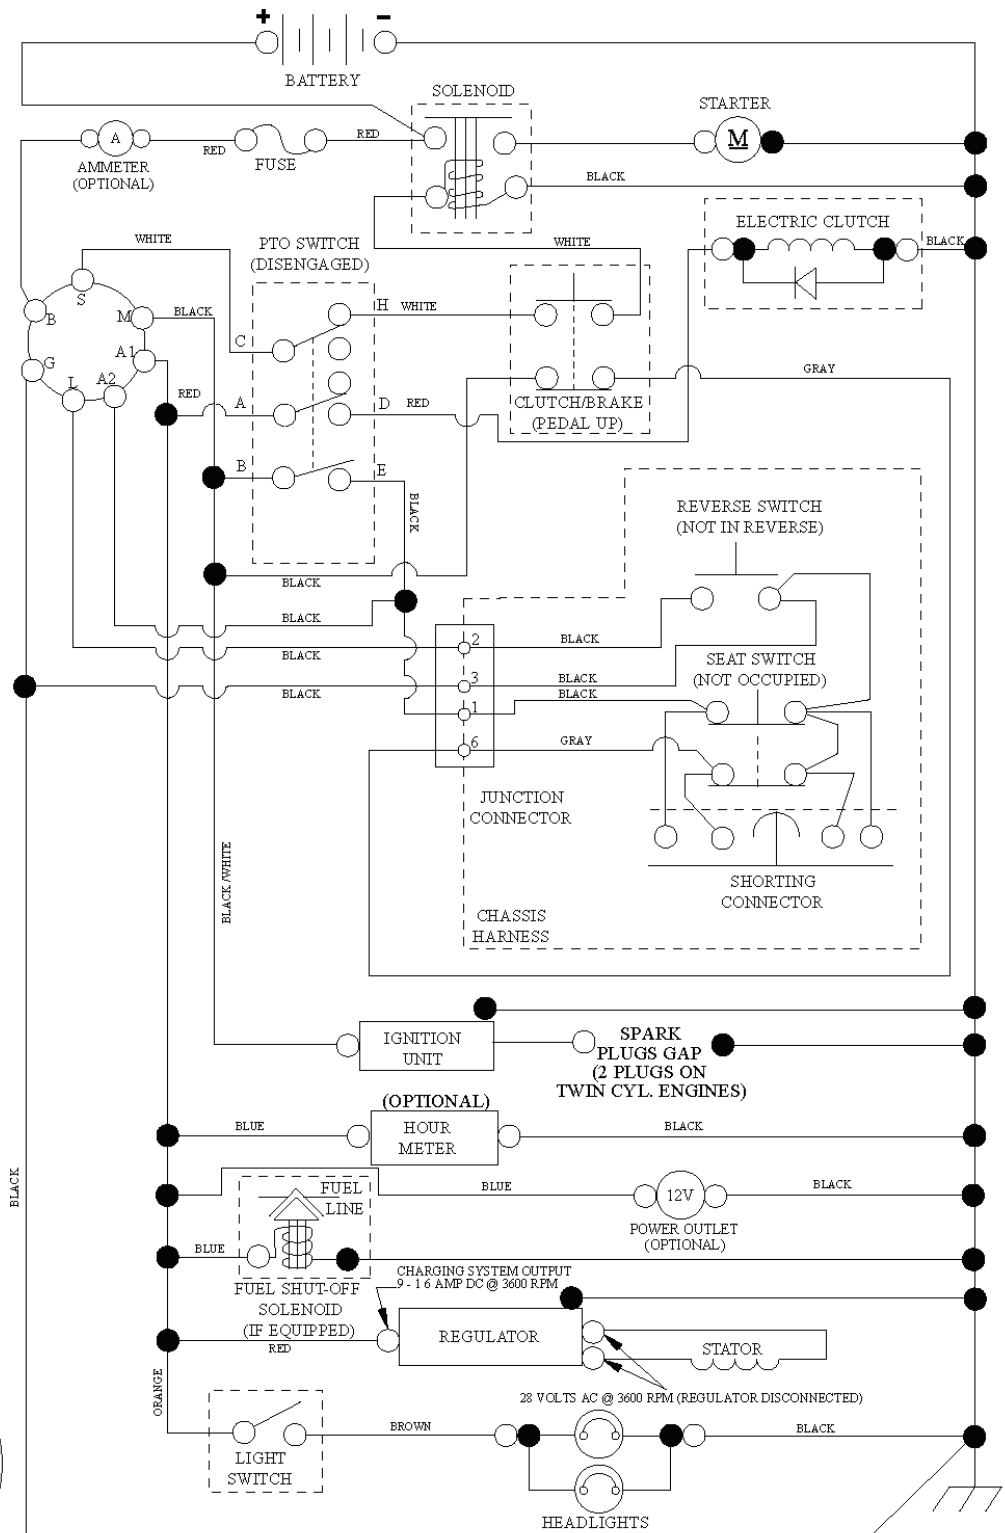 + -
BATTERY
SOLENOID
STARTER
M
A
AMMETER
(OPTIONAL)
RED
FUSE
RED
BLACK
WHITE
PTO SWITCH
(DISENGAGED)
WHITE
ELECTRIC CLUTCH
BLACK
S
B
M
BLACK
G
A1
L
A2
C
H
WHITE
RED
A
D
RED
CLUTCH/BRAKE
(PEDAL UP)
GRAY
B
E
BLACK
BLACK
BLACK
BLACK
BLACK
REVERSE SWITCH
(NOT IN REVERSE)
2
BLACK
3
BLACK
1
BLACK
6
GRAY
SEAT SWITCH
(NOT OCCUPIED)
JUNCTION
CONNECTOR
SHORTING
CONNECTOR
CHASSIS
HARNESS
BLACK /WHITE
IGNITION
UNIT
SPARK
PLUGS GAP
(2 PLUGS ON
TWIN CYL. ENGINES)
(OPTIONAL)
HOUR
METER
BLUE
BLACK
BLACK
FUEL
LINE
BLUE
12V
BLACK
POWER OUTLET
(OPTIONAL)
BLUE
FUEL SHUT-OFF
SOLENOID
(IF EQUIPPED)
CHARGING SYSTEM OUTPUT
9 - 1 6 AMP DC @ 3600 RPM
RED
REGULATOR
STATOR
28 VOLTS AC @ 3600 RPM (REGULATOR DISCONNECTED)
ORANGE
LIGHT
SWITCH
BROWN
BLACK
HEADLIGHTS